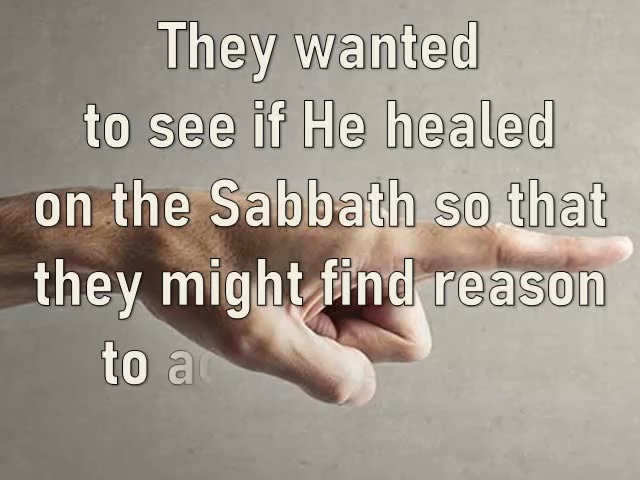 They wanted
to see if He healed
on the Sabbath so that
they might find reason
to